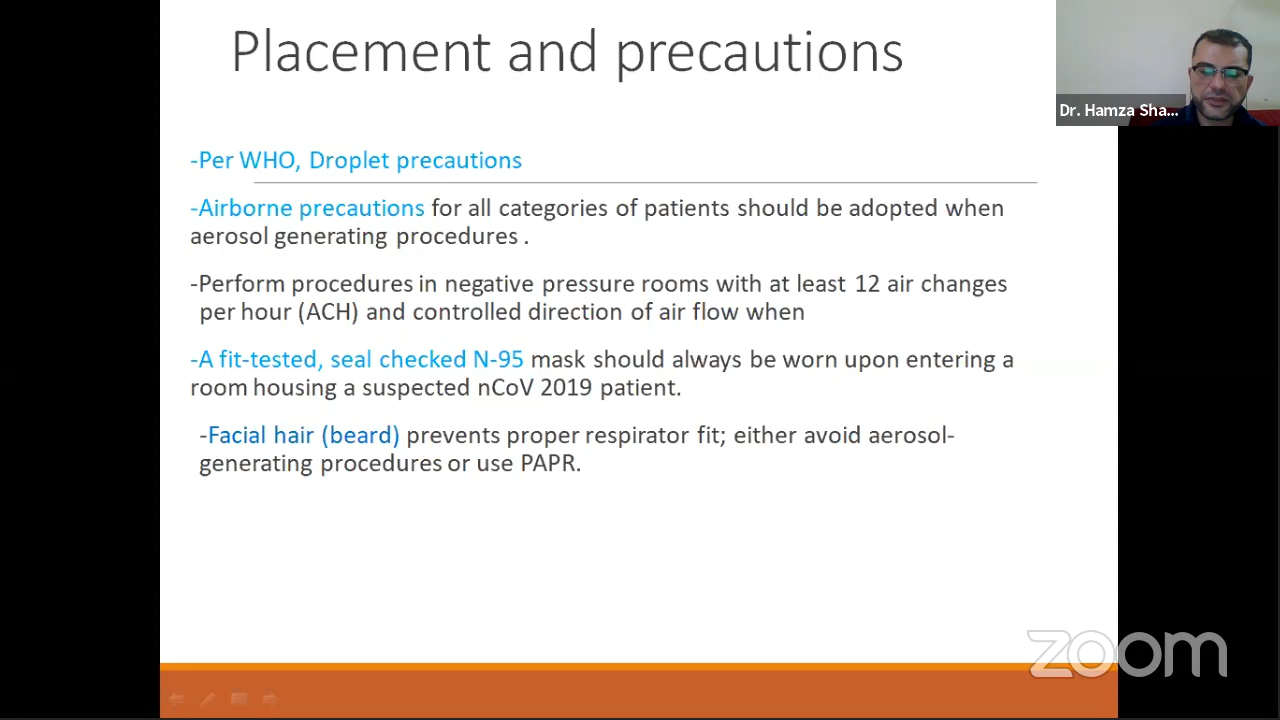 Placement and precautions
Dr. Hamza Sha...
-Per WHO, Droplet precautions
-Airborne precautions for all categories of patients should be adopted when
aerosol generating procedures .
-Perform procedures in negative pressure rooms with at least 12 air changes
per hour (ACH) and controlled direction of air flow when
-A fit-tested, seal checked N-95 mask should always be worn upon entering a
room housing a suspected nCoV 2019 patient.
-Facial hair (beard) prevents proper respirator fit; either avoid aerosol-
generating procedures or use PAPR.
zoom